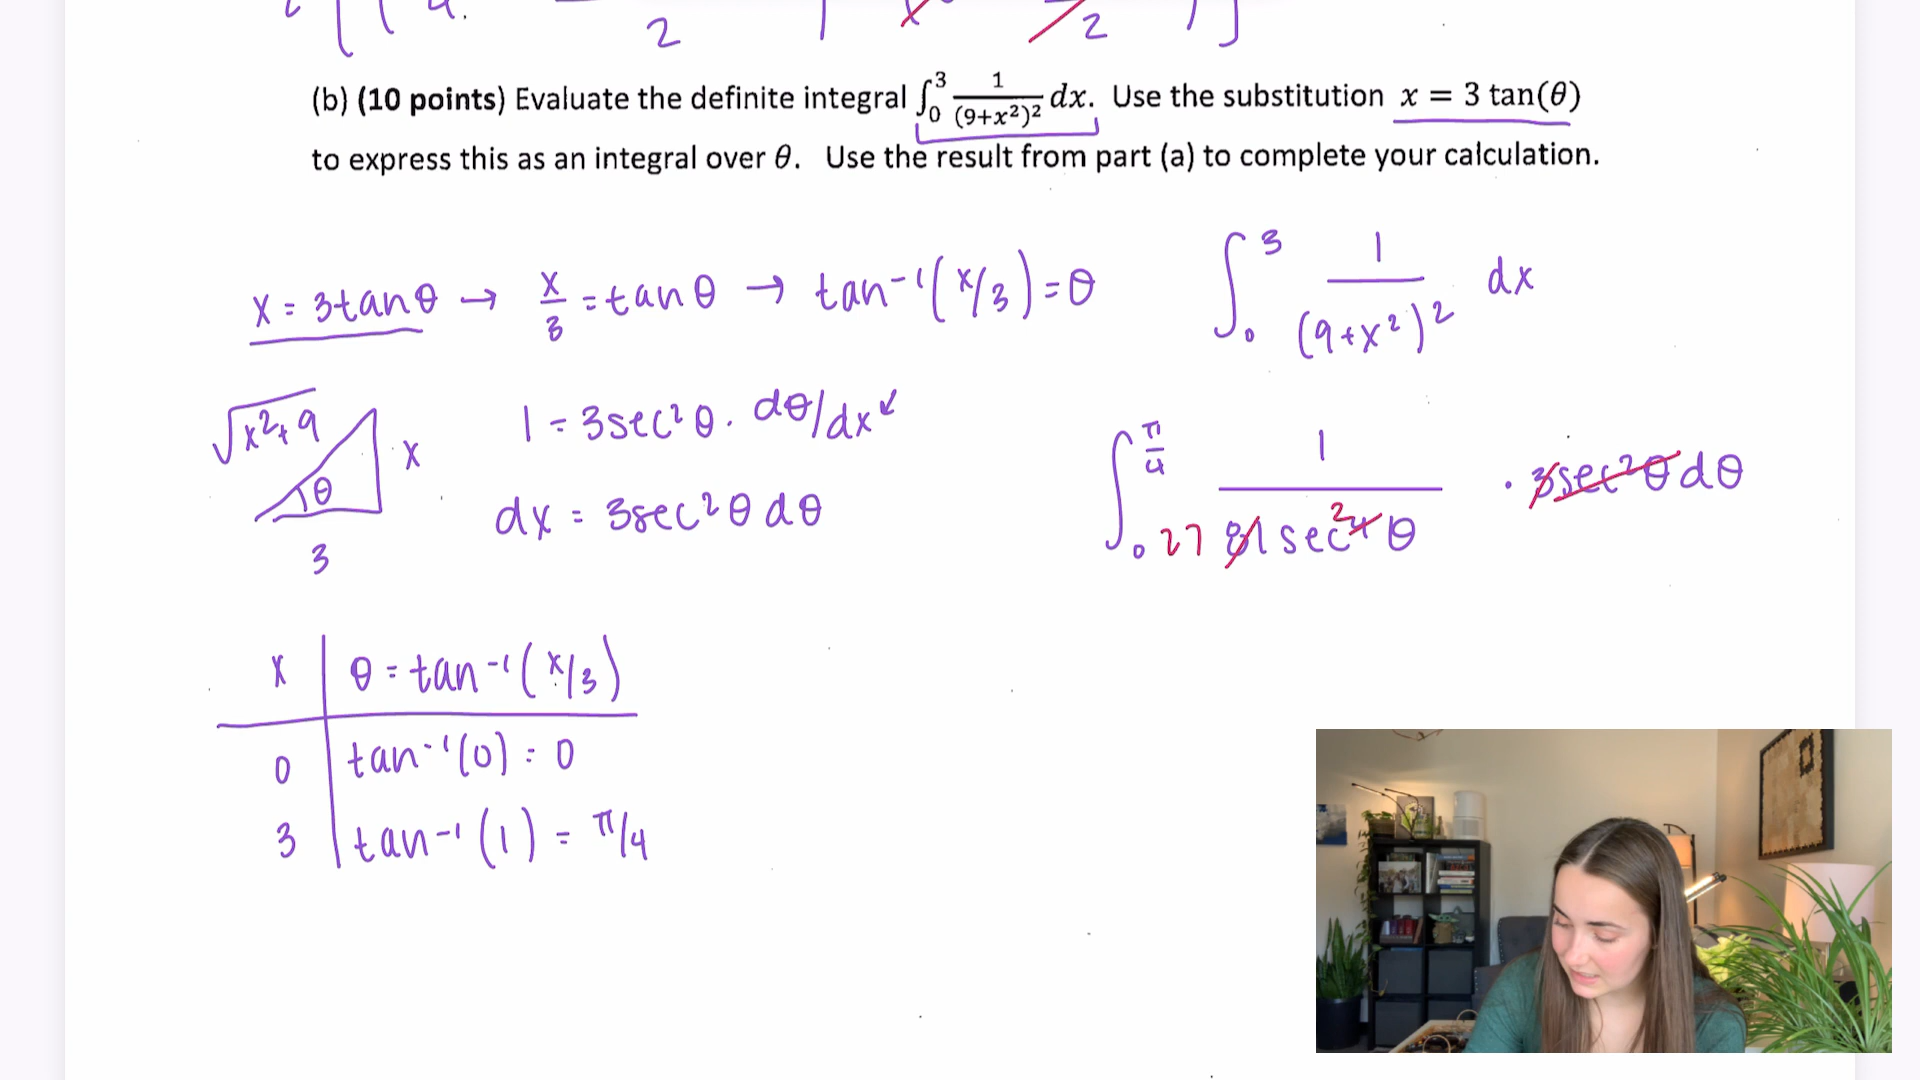 2 2
(b) (10 points) Evaluate the definite integral ∫₀³ 1/(9+x²)² dx. Use the substitution x = 3 tan(θ)
to express this as an integral over θ. Use the result from part (a) to complete your calculation.
x = 3tanθ → x/3 = tanθ → tan⁻¹(x/3) = θ
∫₀³ 1/(9+x²)² dx
√x²+9
θ x
3
1 = 3sec²θ · dθ/dx
dx = 3sec²θ dθ
∫₀^(π/4) 1/(27 81 sec² ⁴ θ) · 3sec²θ dθ
x | θ = tan⁻¹(x/3)
0 | tan⁻¹(0) = 0
3 | tan⁻¹(1) = π/4